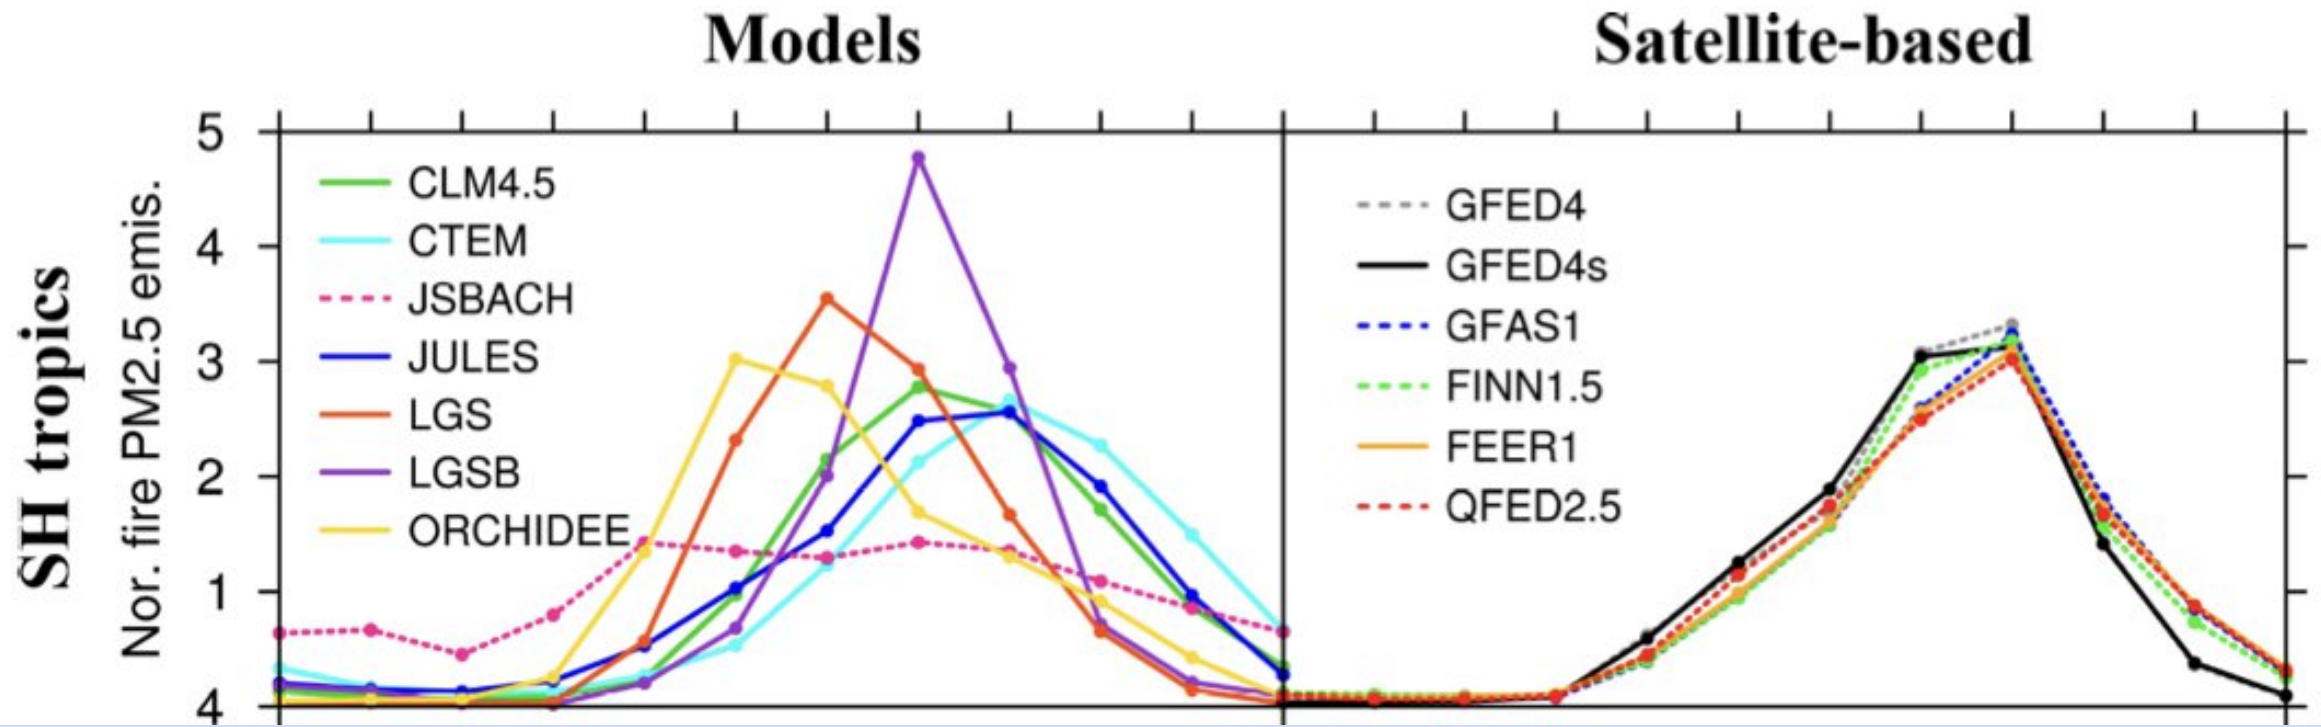 Models
Satellite-based
SH tropics
Nor. fire PM2.5 emis.
5
4
3
2
1
4
CLM4.5
CTEM
JSBACH
JULES
LGS
LGSB
ORCHIDEE
GFED4
GFED4s
GFAS1
FINN1.5
FEER1
QFED2.5